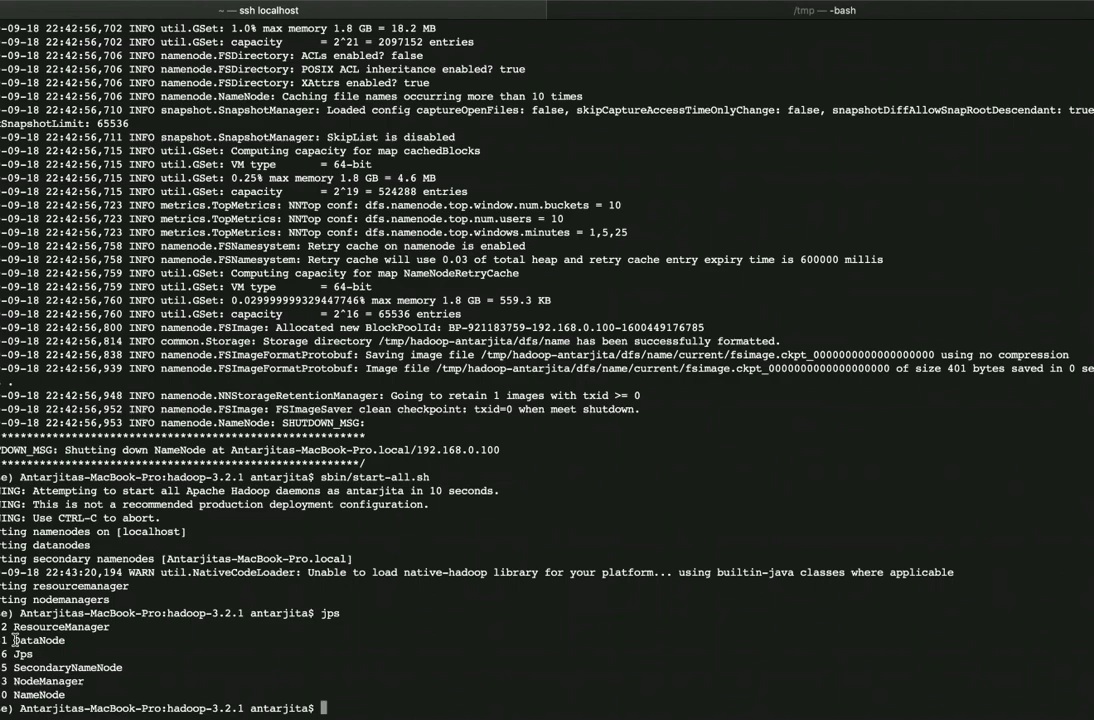 ~ — ssh localhost
/tmp — -bash
-09-18 22:42:56,702 INFO util.GSet: 1.0% max memory 1.8 GB = 18.2 MB
-09-18 22:42:56,702 INFO util.GSet: capacity      = 2^21 = 2097152 entries
-09-18 22:42:56,706 INFO namenode.FSDirectory: ACLs enabled? false
-09-18 22:42:56,706 INFO namenode.FSDirectory: POSIX ACL inheritance enabled? true
-09-18 22:42:56,706 INFO namenode.FSDirectory: XAttrs enabled? true
-09-18 22:42:56,706 INFO namenode.NameNode: Caching file names occurring more than 10 times
-09-18 22:42:56,710 INFO snapshot.SnapshotManager: Loaded config captureOpenFiles: false, skipCaptureAccessTimeOnlyChange: false, snapshotDiffAllowSnapRootDescendant: true
SnapshotLimit: 65536
-09-18 22:42:56,711 INFO snapshot.SnapshotManager: SkipList is disabled
-09-18 22:42:56,715 INFO util.GSet: Computing capacity for map cachedBlocks
-09-18 22:42:56,715 INFO util.GSet: VM type       = 64-bit
-09-18 22:42:56,715 INFO util.GSet: 0.25% max memory 1.8 GB = 4.6 MB
-09-18 22:42:56,715 INFO util.GSet: capacity      = 2^19 = 524288 entries
-09-18 22:42:56,723 INFO metrics.TopMetrics: NNTop conf: dfs.namenode.top.window.num.buckets = 10
-09-18 22:42:56,723 INFO metrics.TopMetrics: NNTop conf: dfs.namenode.top.num.users = 10
-09-18 22:42:56,723 INFO metrics.TopMetrics: NNTop conf: dfs.namenode.top.windows.minutes = 1,5,25
-09-18 22:42:56,758 INFO namenode.FSNamesystem: Retry cache on namenode is enabled
-09-18 22:42:56,758 INFO namenode.FSNamesystem: Retry cache will use 0.03 of total heap and retry cache entry expiry time is 600000 millis
-09-18 22:42:56,759 INFO util.GSet: Computing capacity for map NameNodeRetryCache
-09-18 22:42:56,759 INFO util.GSet: VM type       = 64-bit
-09-18 22:42:56,760 INFO util.GSet: 0.029999999329447746% max memory 1.8 GB = 559.3 KB
-09-18 22:42:56,760 INFO util.GSet: capacity      = 2^16 = 65536 entries
-09-18 22:42:56,800 INFO namenode.FSImage: Allocated new BlockPoolId: BP-921183759-192.168.0.100-1600449176785
-09-18 22:42:56,814 INFO common.Storage: Storage directory /tmp/hadoop-antarjita/dfs/name has been successfully formatted.
-09-18 22:42:56,838 INFO namenode.FSImageFormatProtobuf: Saving image file /tmp/hadoop-antarjita/dfs/name/current/fsimage.ckpt_0000000000000000000 using no compression
-09-18 22:42:56,939 INFO namenode.FSImageFormatProtobuf: Image file /tmp/hadoop-antarjita/dfs/name/current/fsimage.ckpt_0000000000000000000 of size 401 bytes saved in 0 se
.
-09-18 22:42:56,948 INFO namenode.NNStorageRetentionManager: Going to retain 1 images with txid >= 0
-09-18 22:42:56,952 INFO namenode.FSImage: FSImageSaver clean checkpoint: txid=0 when meet shutdown.
-09-18 22:42:56,953 INFO namenode.NameNode: SHUTDOWN_MSG:
********************************************************
DOWN_MSG: Shutting down NameNode at Antarjitas-MacBook-Pro.local/192.168.0.100
********************************************************/
e) Antarjitas-MacBook-Pro:hadoop-3.2.1 antarjita$ sbin/start-all.sh
NING: Attempting to start all Apache Hadoop daemons as antarjita in 10 seconds.
NING: This is not a recommended production deployment configuration.
NING: Use CTRL-C to abort.
rting namenodes on [localhost]
rting datanodes
rting secondary namenodes [Antarjitas-MacBook-Pro.local]
-09-18 22:43:20,194 WARN util.NativeCodeLoader: Unable to load native-hadoop library for your platform... using builtin-java classes where applicable
rting resourcemanager
rting nodemanagers
e) Antarjitas-MacBook-Pro:hadoop-3.2.1 antarjita$ jps
2 ResourceManager
1 DataNode
6 Jps
5 SecondaryNameNode
3 NodeManager
0 NameNode
e) Antarjitas-MacBook-Pro:hadoop-3.2.1 antarjita$